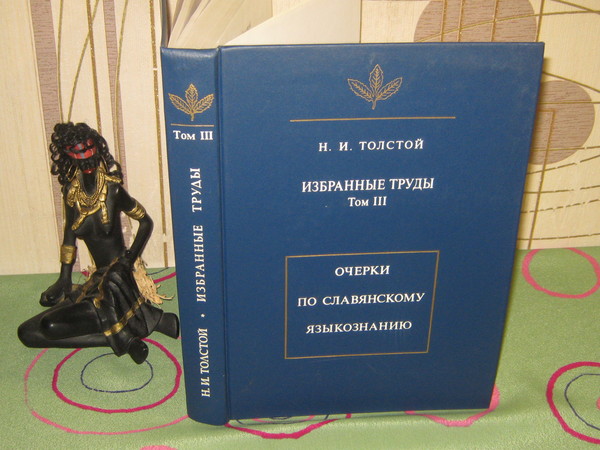 Том III
Н. И. ТОЛСТОЙ • ИЗБРАННЫЕ ТРУДЫ
Н. И. ТОЛСТОЙ
ИЗБРАННЫЕ ТРУДЫ
Том III
ОЧЕРКИ
ПО СЛАВЯНСКОМУ
ЯЗЫКОЗНАНИЮ